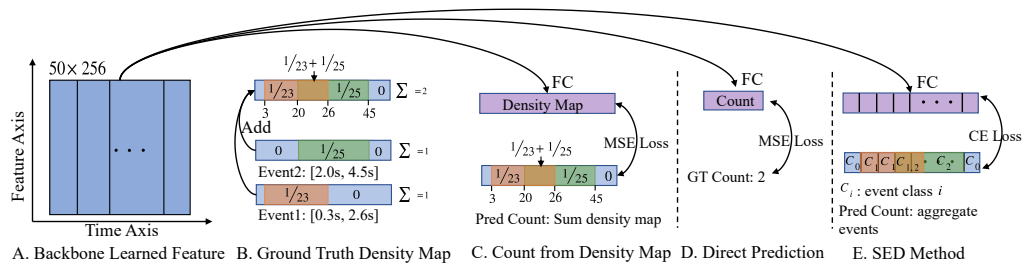 50×256
Feature Axis
• • •
Time Axis
A. Backbone Learned Feature
1/23+1/25
1/23
1/25
0
Σ =2
3
20
26
45
Add
0
1/25
0
Σ =1
Event2: [2.0s, 4.5s]
1/23
0
Σ =1
Event1: [0.3s, 2.6s]
B. Ground Truth Density Map
FC
Density Map
MSE Loss
1/23+1/25
1/23
1/25
0
3
20
26
45
Pred Count: Sum density map
C. Count from Density Map
FC
Count
MSE Loss
GT Count: 2
D. Direct Prediction
FC
• • •
CE Loss
C0 C1 C1 C1,2 • C2• C0
Ci : event class i
Pred Count: aggregate
events
E. SED Method